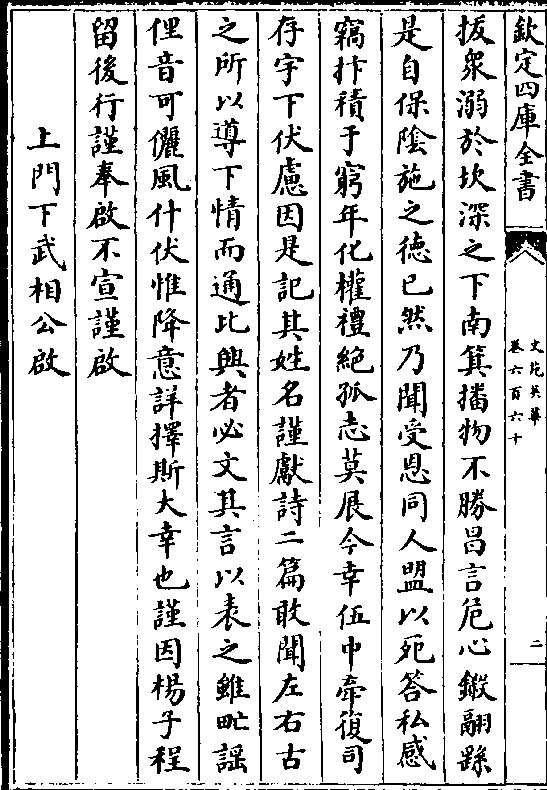 欽定四庫全書
文苑英華
卷六百六十
二
拔衆溺於坎深之下南箕播物不勝昌言危心鎩翮繇
是自保陰施之德已然乃聞受恩同人盟以死答私感
竊抃積于窮年化權禮絶孤志莫展今幸伍中牽復司
存宇下伏慮因是記其姓名謹獻詩二篇敢聞左右古
之所以導下情而通比興者必文其言以表之雖甿謡
俚音可儷風什伏惟降意詳擇斯大幸也謹因楊子程
留後行謹奉啟不宣謹啟
上門下武相公啟